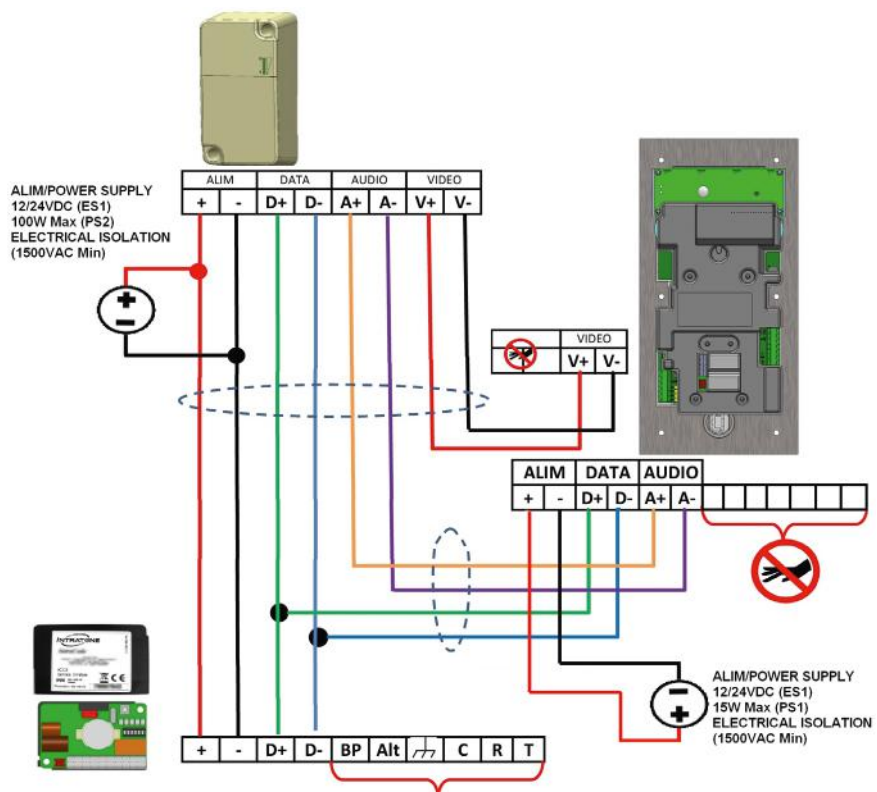 ALIM DATA AUDIO VIDEO
+ - D+ D- A+ A- V+ V-
ALIM/POWER SUPPLY
12/24VDC (ES1)
100W Max (PS2)
ELECTRICAL ISOLATION
(1500VAC Min)
+
-
VIDEO
V+ V-
ALIM DATA AUDIO
+ - D+ D- A+ A-
INTRATONE
ALIM/POWER SUPPLY
12/24VDC (ES1)
15W Max (PS1)
ELECTRICAL ISOLATION
(1500VAC Min)
-
+
+ - D+ D- BP Alt C R T